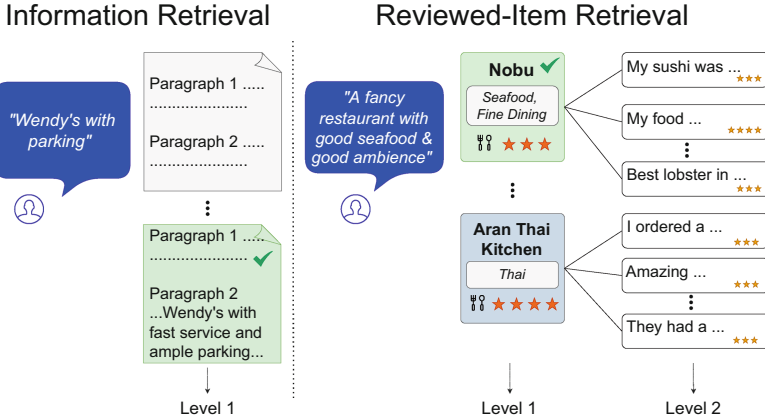 Information Retrieval
"Wendy's with
parking"
Paragraph 1 .....
......................
Paragraph 2 .....
......................
Paragraph 1 .....
......................
Paragraph 2
...Wendy's with
fast service and
ample parking...
Level 1
Reviewed-Item Retrieval
"A fancy
restaurant with
good seafood &
good ambience"
Nobu
Seafood,
Fine Dining
Aran Thai
Kitchen
Thai
Level 1
My sushi was ...
My food ...
Best lobster in ...
I ordered a ...
Amazing ...
They had a ...
Level 2